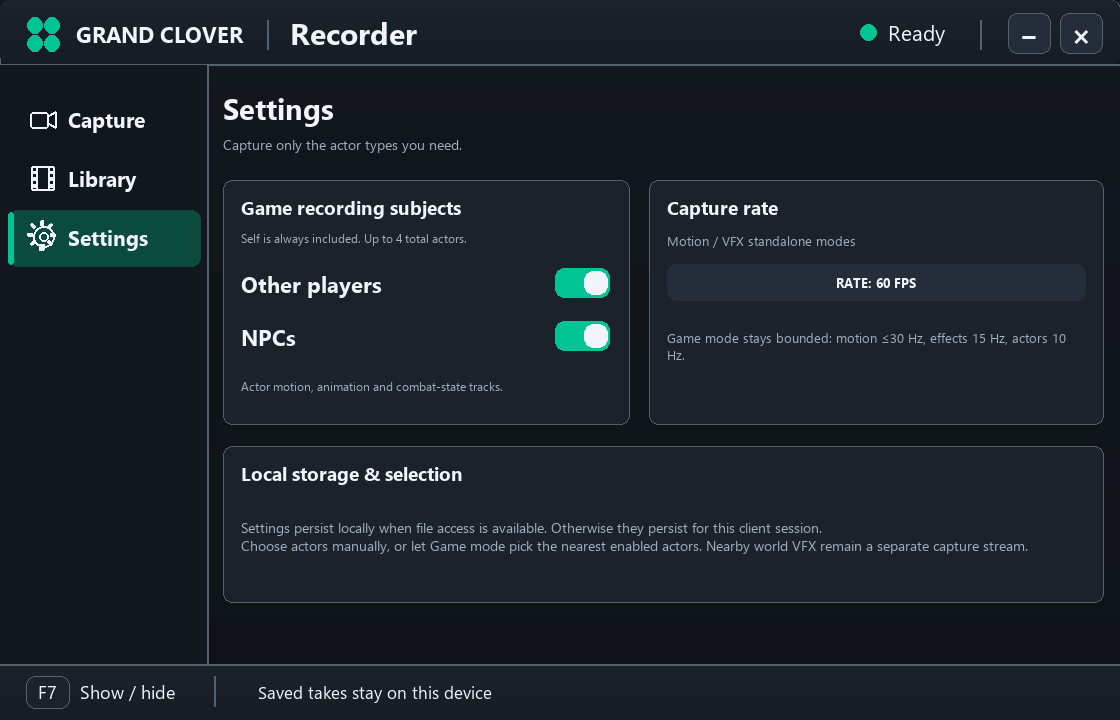 GRAND CLOVER
Recorder
Ready
Capture
Library
Settings
Settings
Capture only the actor types you need.
Game recording subjects
Self is always included. Up to 4 total actors.
Other players
NPCs
Actor motion, animation and combat-state tracks.
Capture rate
Motion / VFX standalone modes
RATE: 60 FPS
Game mode stays bounded: motion ≤30 Hz, effects 15 Hz, actors 10
Hz.
Local storage & selection
Settings persist locally when file access is available. Otherwise they persist for this client session.
Choose actors manually, or let Game mode pick the nearest enabled actors. Nearby world VFX remain a separate capture stream.
F7
Show / hide
Saved takes stay on this device